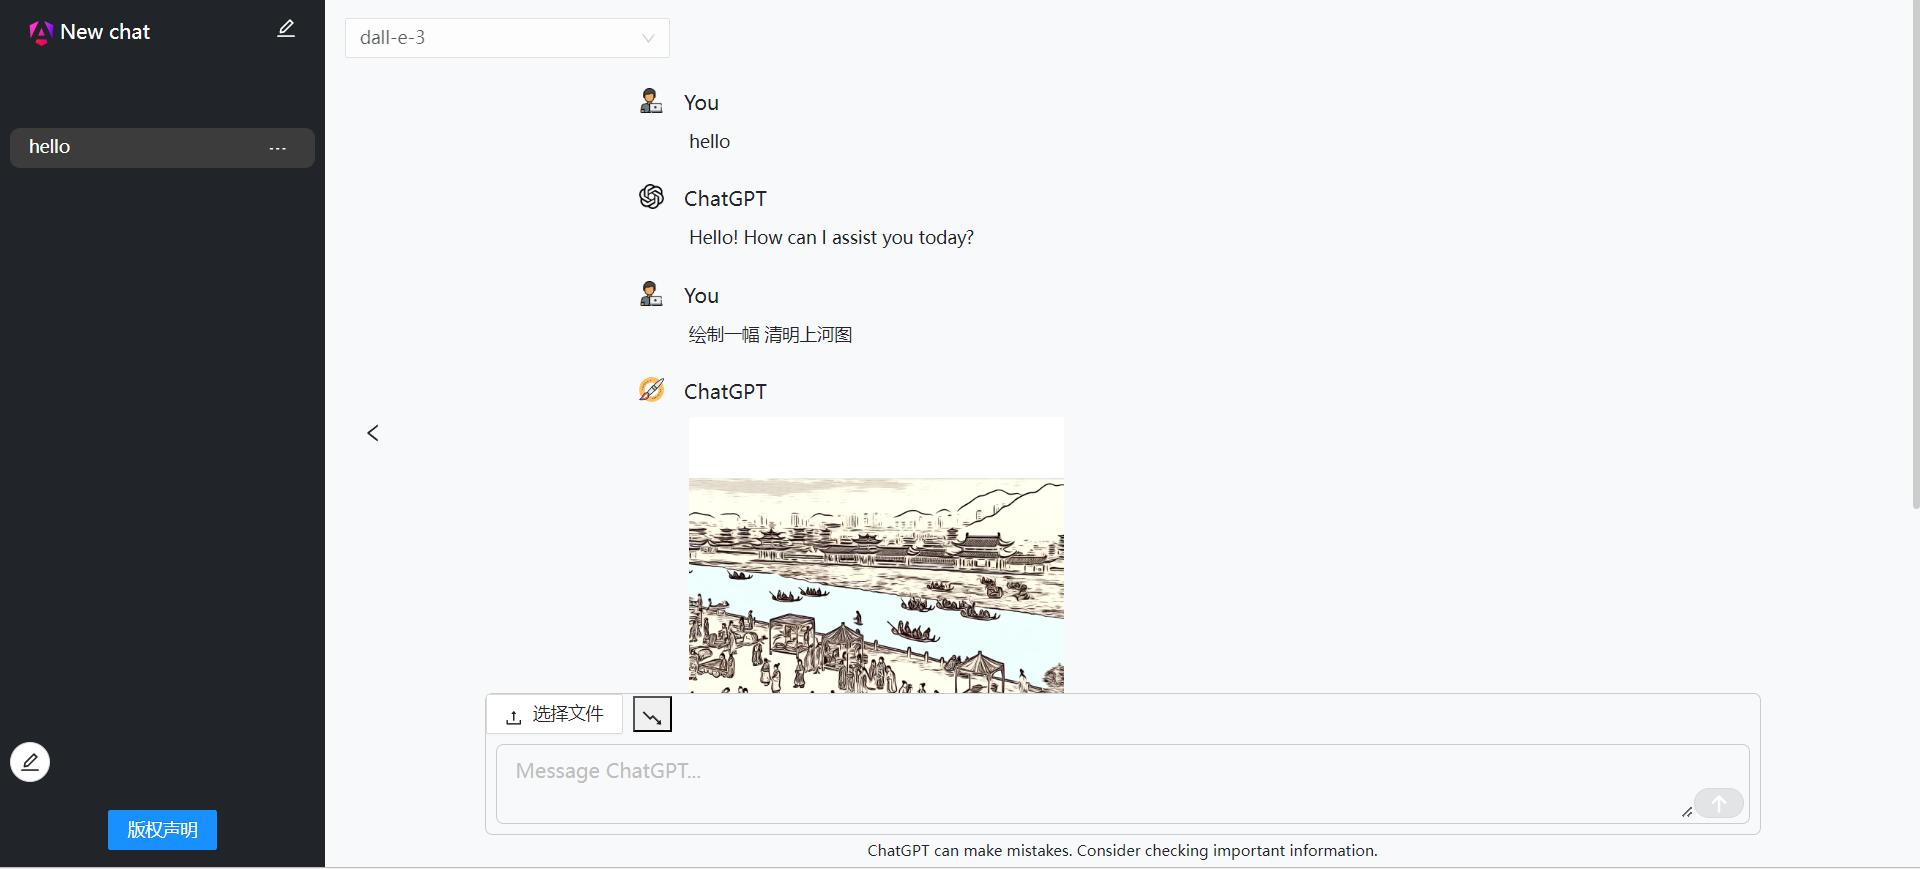 New chat
hello
版权声明
dall-e-3
You
hello
ChatGPT
Hello! How can I assist you today?
You
绘制一幅 清明上河图
ChatGPT
选择文件
Message ChatGPT...
ChatGPT can make mistakes. Consider checking important information.